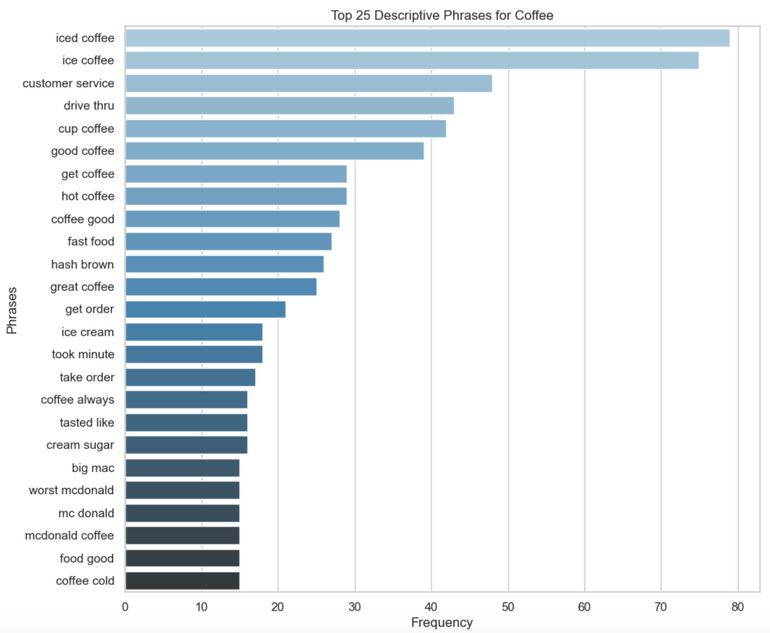 Top 25 Descriptive Phrases for Coffee
iced coffee
ice coffee
customer service
drive thru
cup coffee
good coffee
get coffee
hot coffee
coffee good
fast food
hash brown
great coffee
get order
ice cream
took minute
take order
coffee always
tasted like
cream sugar
big mac
worst mcdonald
mc donald
mcdonald coffee
food good
coffee cold
Phrases
0 10 20 30 40 50 60 70 80
Frequency